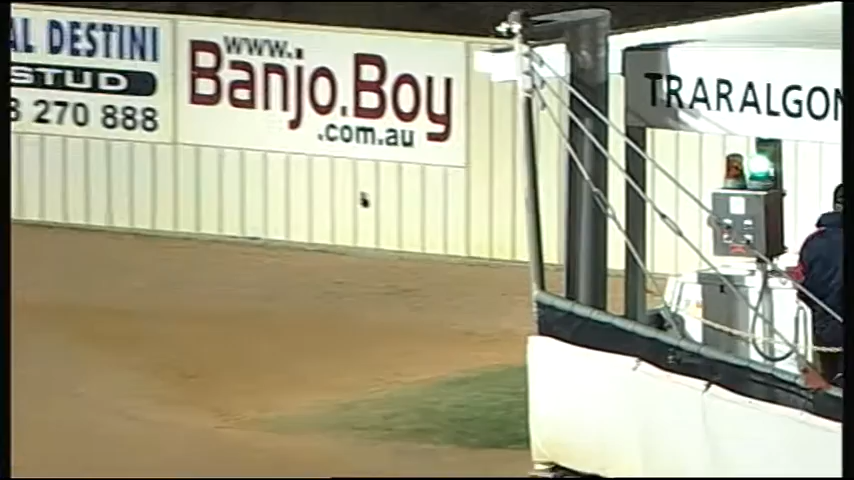 AL DESTINI
STUD
3 270 888
www.
Banjo.Boy
.com.au
TRARALGON